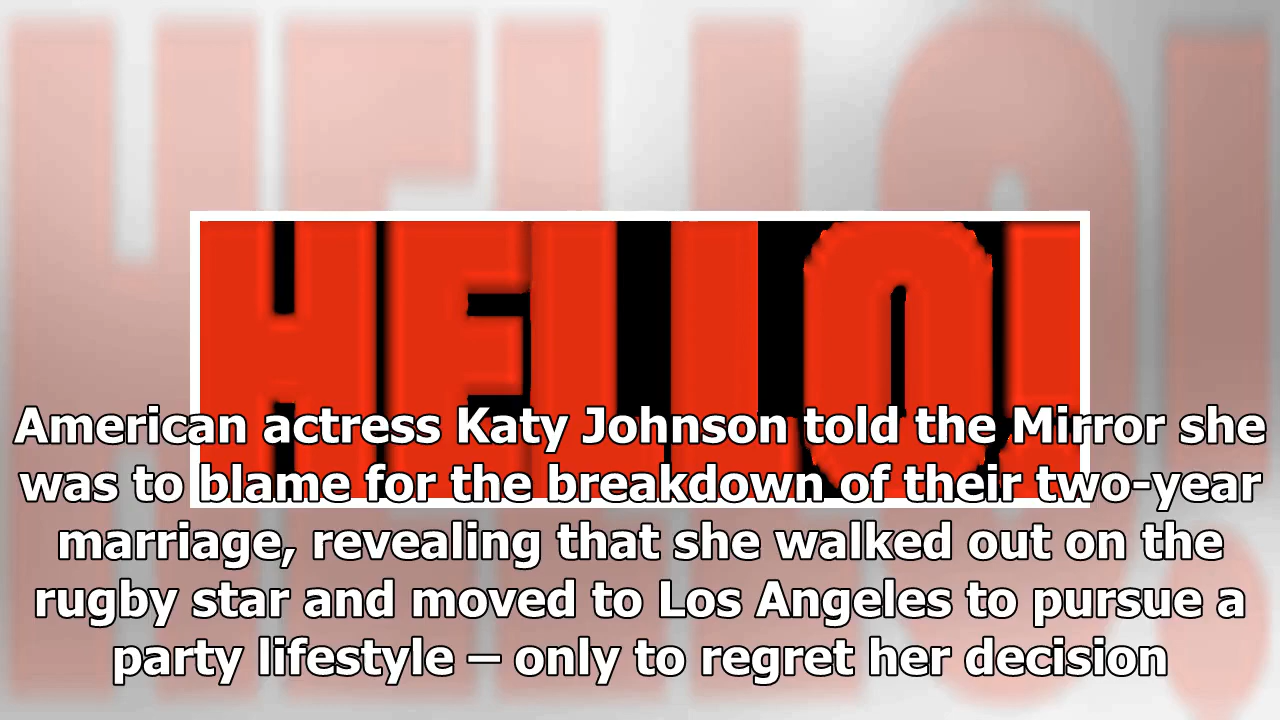 HELLO!
American actress Katy Johnson told the Mirror she
was to blame for the breakdown of their two-year
marriage, revealing that she walked out on the
rugby star and moved to Los Angeles to pursue a
party lifestyle – only to regret her decision